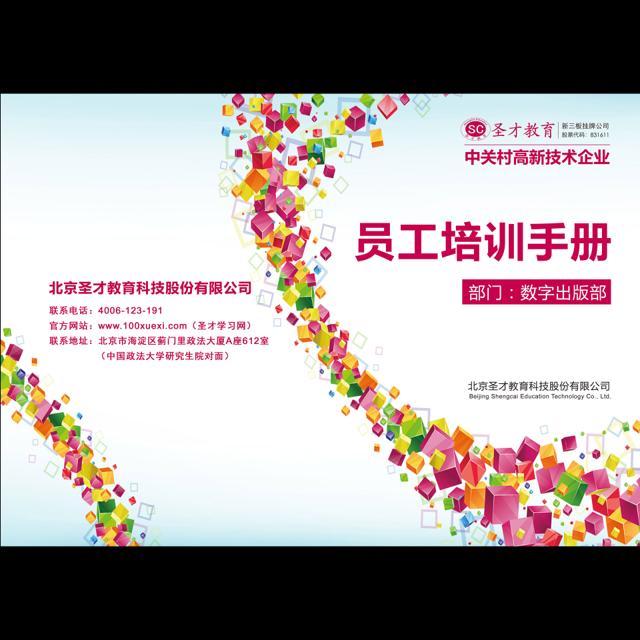 SC 圣才教育 新三板挂牌公司
股票代码：831611
中关村高新技术企业
员工培训手册
部门：数字出版部
北京圣才教育科技股份有限公司
Beijing Shengcai Education Technology Co., Ltd.
北京圣才教育科技股份有限公司
联系电话：4006-123-191
官方网站：www.100xuexi.com（圣才学习网）
联系地址：北京市海淀区蓟门里政法大厦A座612室
（中国政法大学研究生院对面）